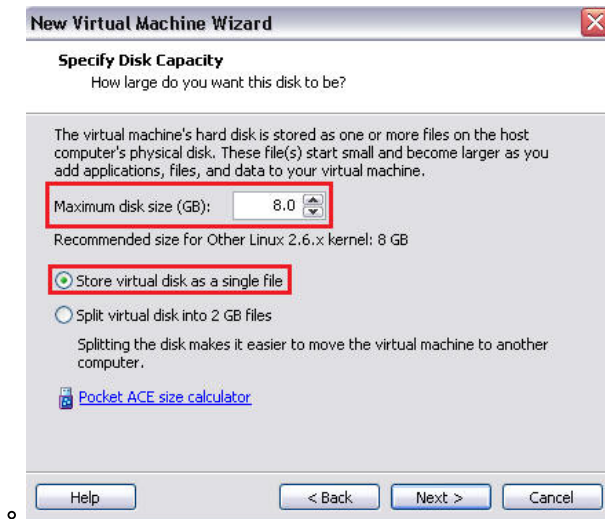 New Virtual Machine Wizard
Specify Disk Capacity
How large do you want this disk to be?
The virtual machine's hard disk is stored as one or more files on the host
computer's physical disk. These file(s) start small and become larger as you
add applications, files, and data to your virtual machine.
Maximum disk size (GB): 8.0
Recommended size for Other Linux 2.6.x kernel: 8 GB
Store virtual disk as a single file
Split virtual disk into 2 GB files
Splitting the disk makes it easier to move the virtual machine to another
computer.
Pocket ACE size calculator
Help < Back Next > Cancel